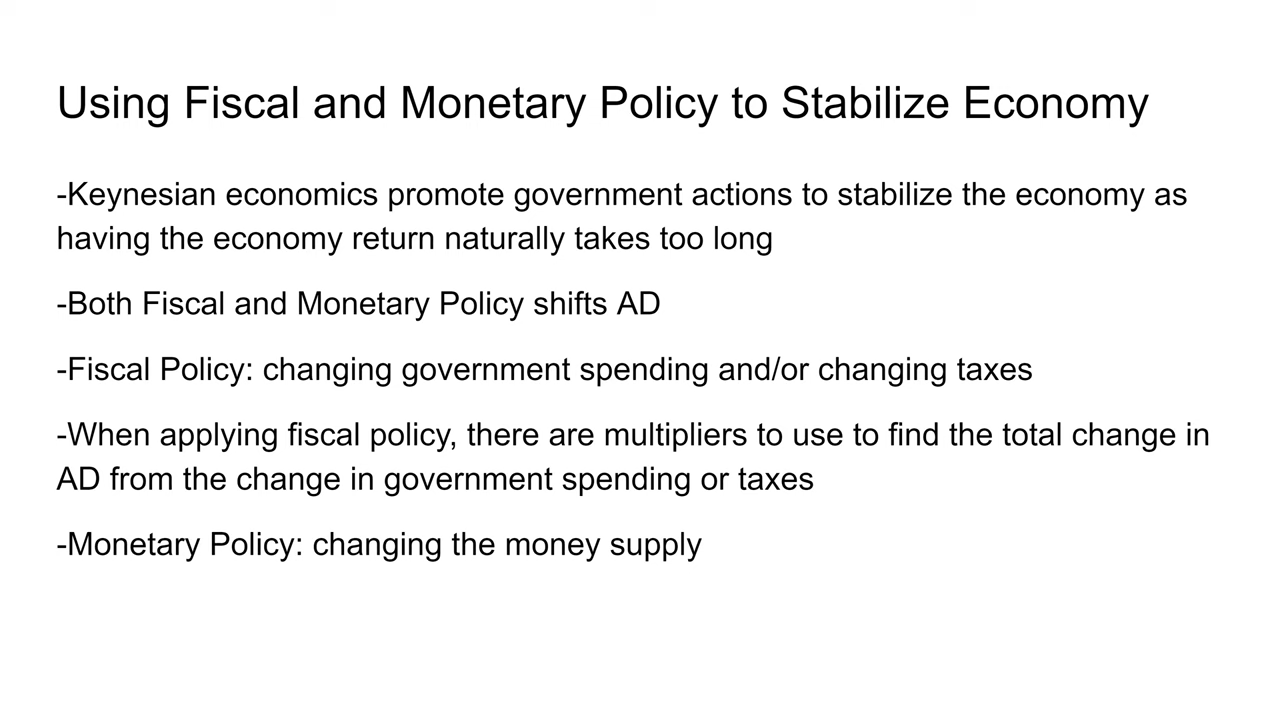 Using Fiscal and Monetary Policy to Stabilize Economy
-Keynesian economics promote government actions to stabilize the economy as
having the economy return naturally takes too long
-Both Fiscal and Monetary Policy shifts AD
-Fiscal Policy: changing government spending and/or changing taxes
-When applying fiscal policy, there are multipliers to use to find the total change in
AD from the change in government spending or taxes
-Monetary Policy: changing the money supply